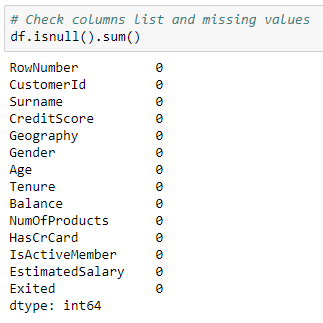 # Check columns list and missing values
df.isnull().sum()
RowNumber 0
CustomerId 0
Surname 0
CreditScore 0
Geography 0
Gender 0
Age 0
Tenure 0
Balance 0
NumOfProducts 0
HasCrCard 0
IsActiveMember 0
EstimatedSalary 0
Exited 0
dtype: int64